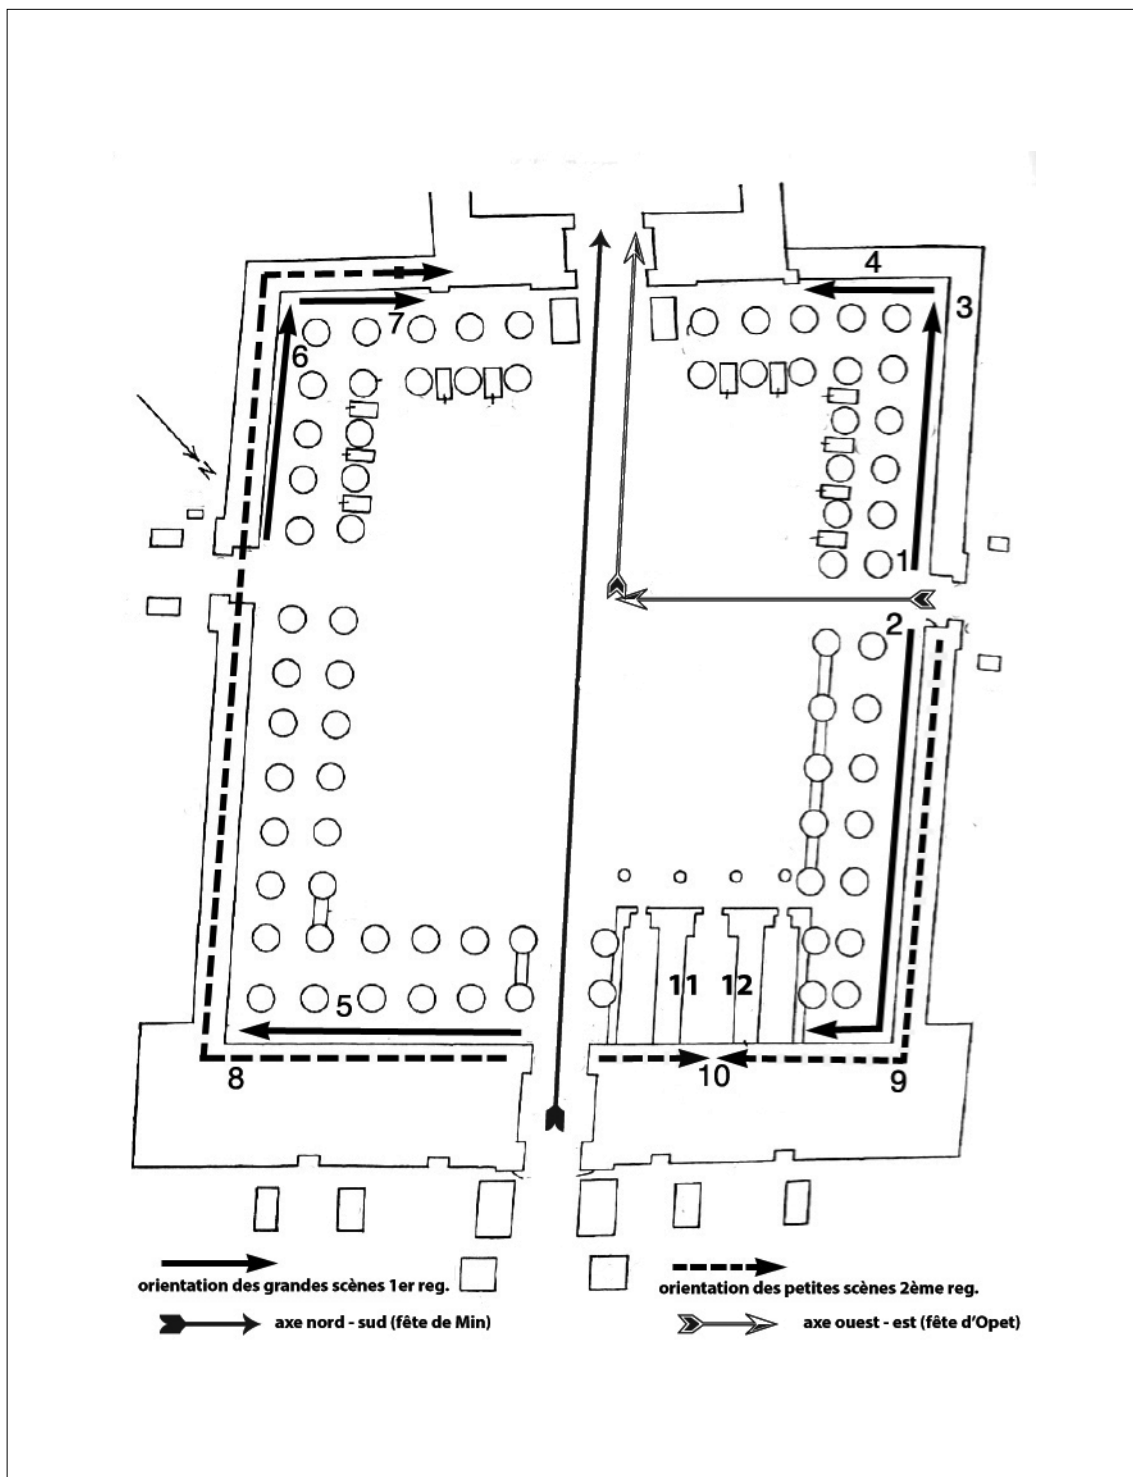 4
3
7
6
N
1
2
11 12
5
8
10
9
orientation des grandes scènes 1er reg.
orientation des petites scènes 2ème reg.
axe nord - sud (fête de Min)
axe ouest - est (fête d'Opet)